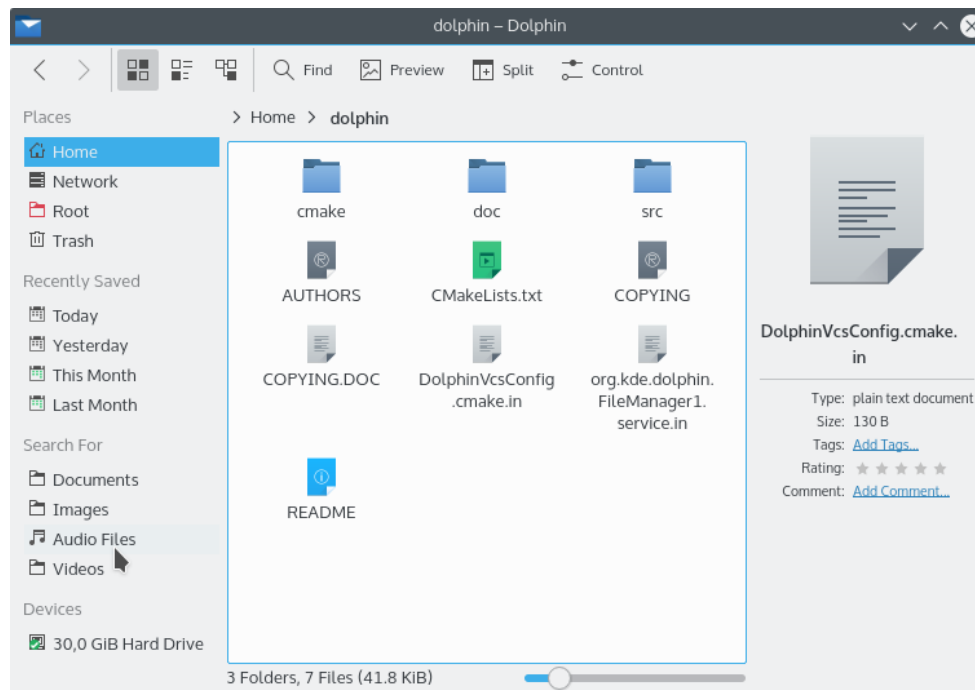 dolphin – Dolphin
Find Preview Split Control
Places
Home
Network
Root
Trash
Recently Saved
Today
Yesterday
This Month
Last Month
Search For
Documents
Images
Audio Files
Videos
Devices
30,0 GiB Hard Drive
> Home > dolphin
cmake doc src
AUTHORS CMakeLists.txt COPYING
COPYING.DOC
DolphinVcsConfig
.cmake.in
org.kde.dolphin.
FileManager1.
service.in
README
3 Folders, 7 Files (41.8 KiB)
DolphinVcsConfig.cmake.
in
Type: plain text document
Size: 130 B
Tags: Add Tags...
Rating:
Comment: Add Comment...